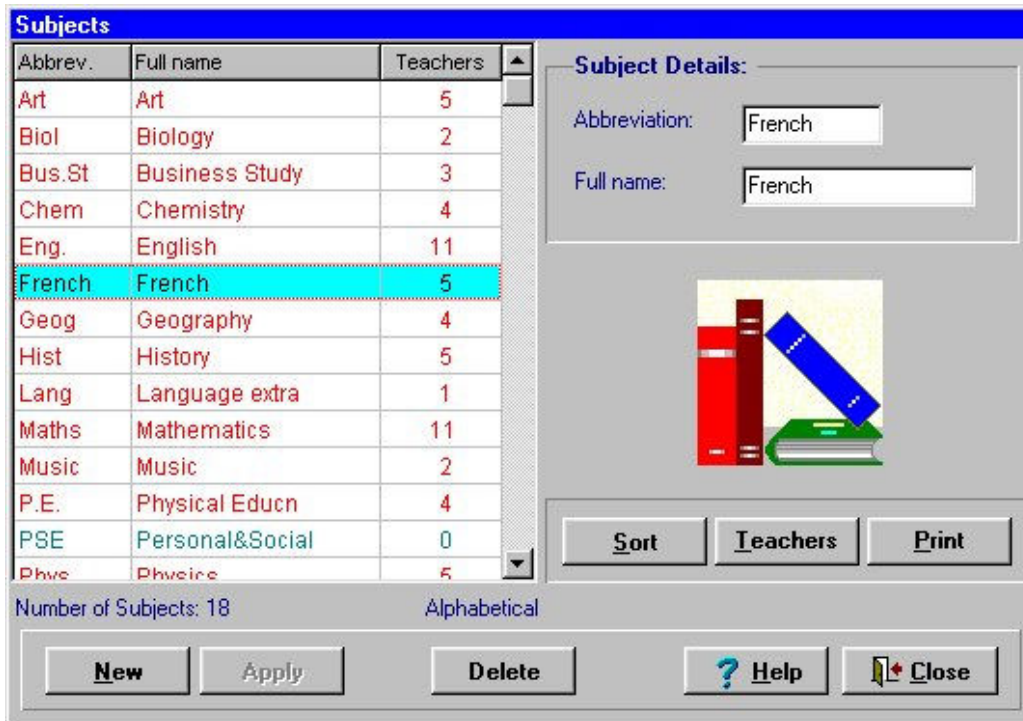 Subjects
Abbrev. Full name Teachers
Art Art 5
Biol Biology 2
Bus.St Business Study 3
Chem Chemistry 4
Eng. English 11
French French 5
Geog Geography 4
Hist History 5
Lang Language extra 1
Maths Mathematics 11
Music Music 2
P.E. Physical Educn 4
PSE Personal&Social 0
Phys Physics 5
Number of Subjects: 18 Alphabetical
Subject Details:
Abbreviation: French
Full name: French
Sort Teachers Print
New Apply Delete ? Help Close